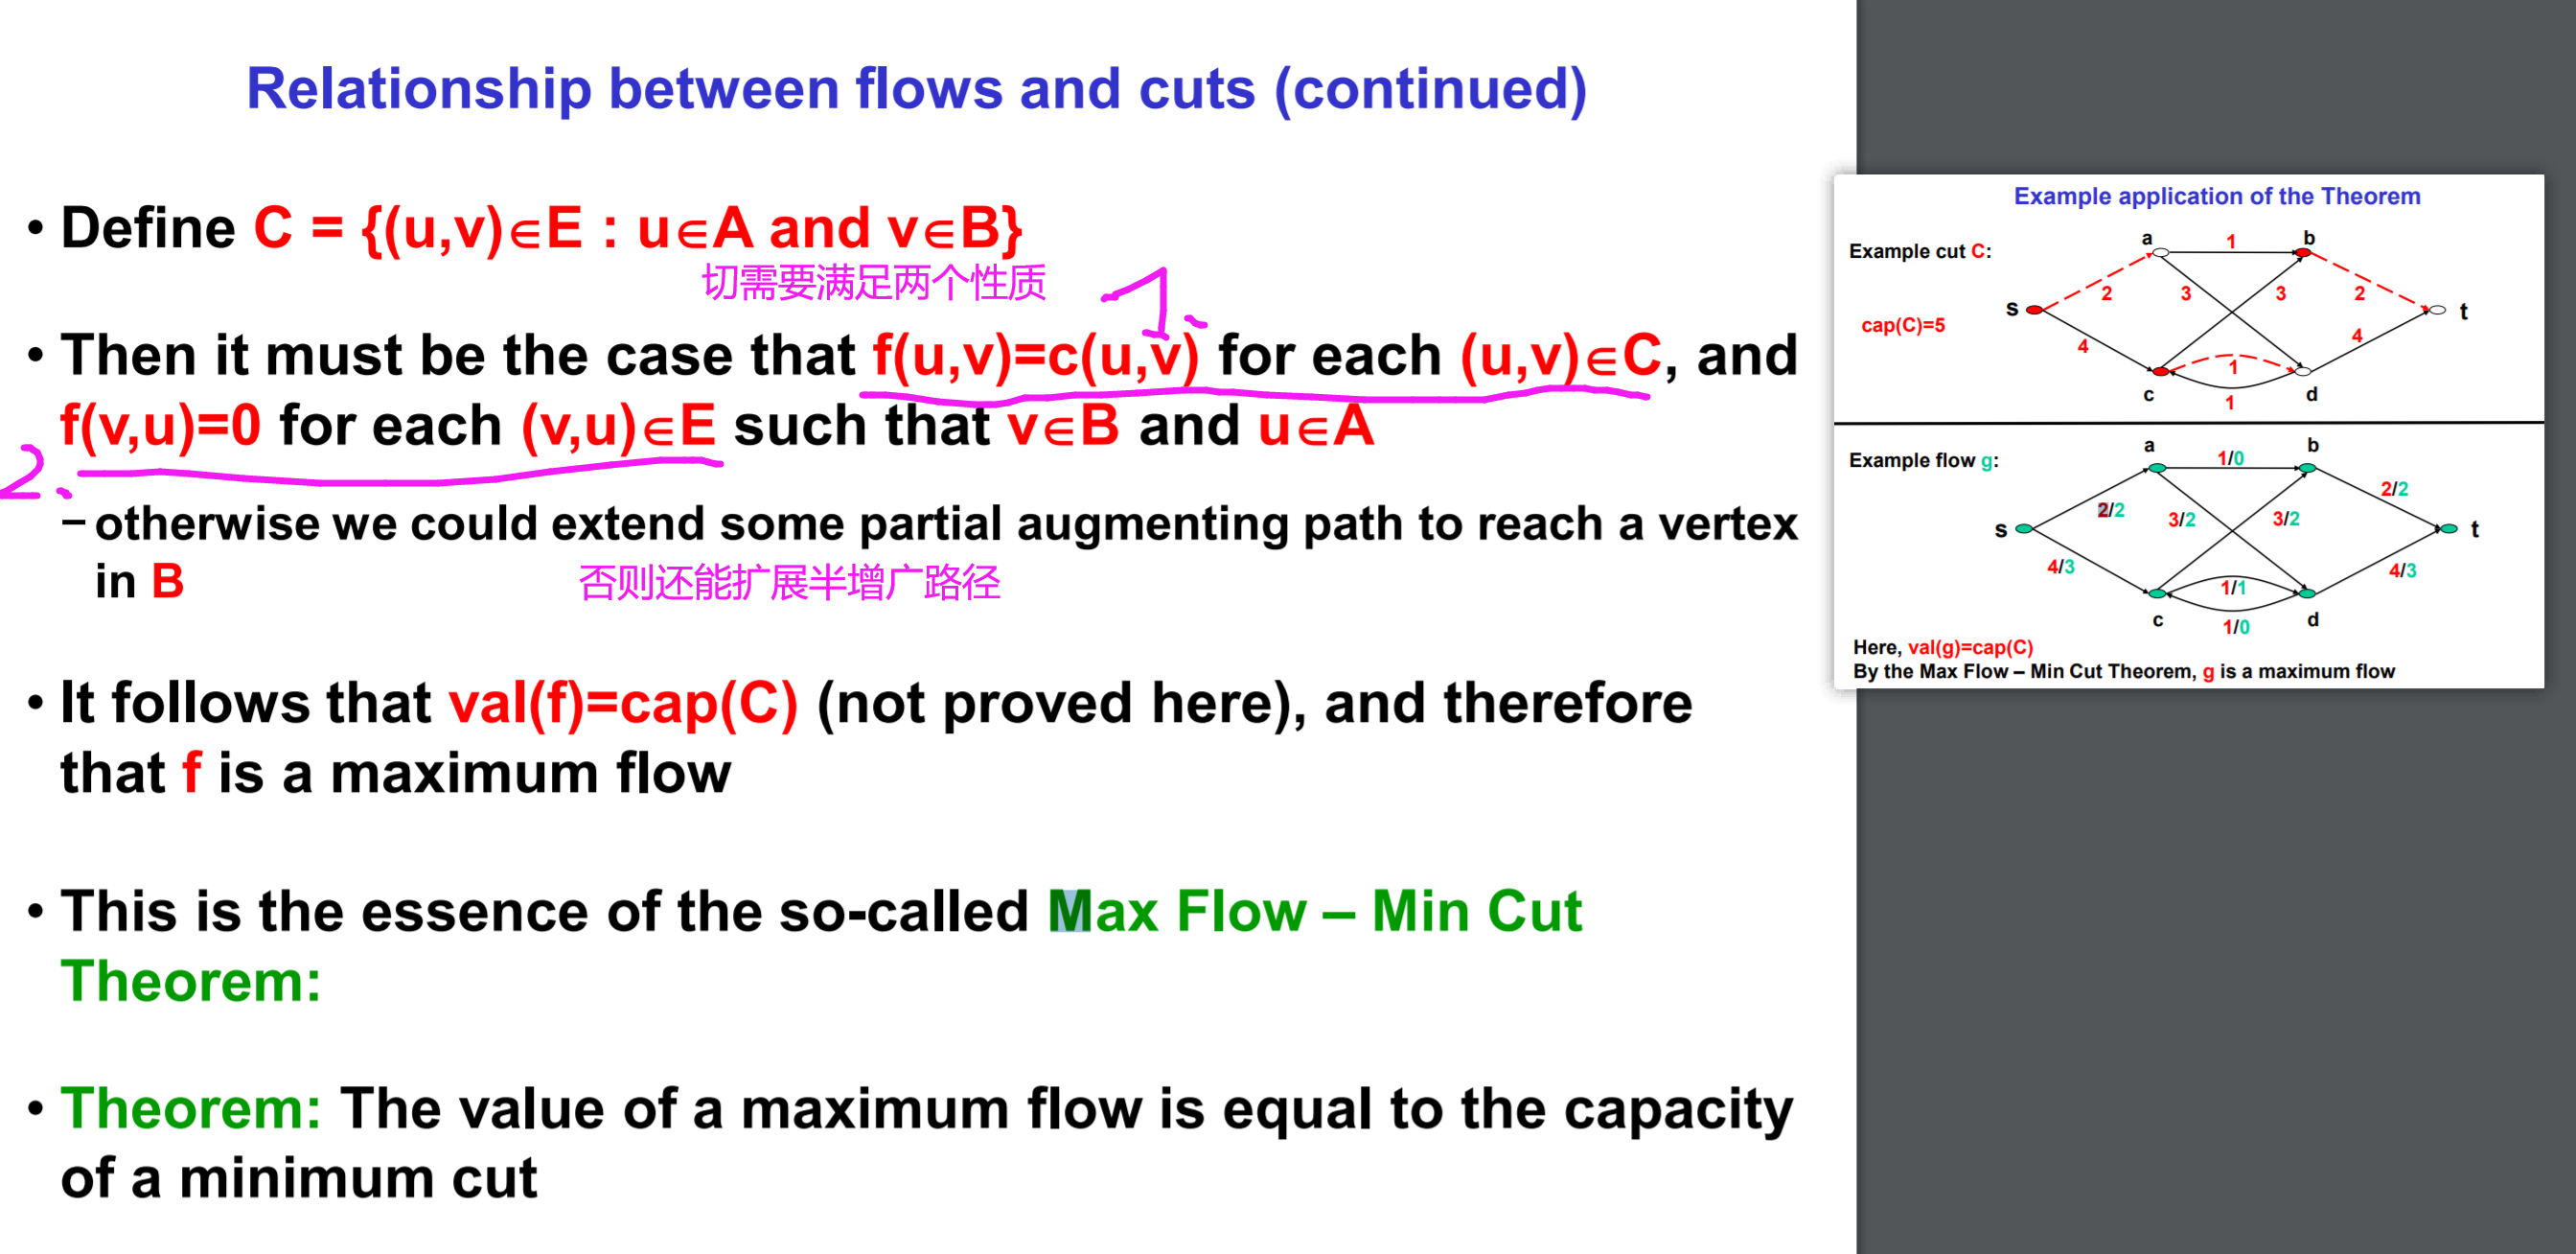 Relationship between flows and cuts (continued)
• Define C = {(u,v)∈E : u∈A and v∈B}
切需要满足两个性质
1.
• Then it must be the case that f(u,v)=c(u,v) for each (u,v)∈C, and
f(v,u)=0 for each (v,u)∈E such that v∈B and u∈A
2.
– otherwise we could extend some partial augmenting path to reach a vertex
in B
否则还能扩展半增广路径
• It follows that val(f)=cap(C) (not proved here), and therefore
that f is a maximum flow
• This is the essence of the so-called Max Flow – Min Cut
Theorem:
• Theorem: The value of a maximum flow is equal to the capacity
of a minimum cut
Example application of the Theorem
Example cut C:
a
1
b
2
3
3
2
s
t
cap(C)=5
4
1
4
c
1
d
Example flow g:
a
1/0
b
2/2
2/2
3/2
3/2
s
t
4/3
1/1
4/3
c
1/0
d
Here, val(g)=cap(C)
By the Max Flow – Min Cut Theorem, g is a maximum flow